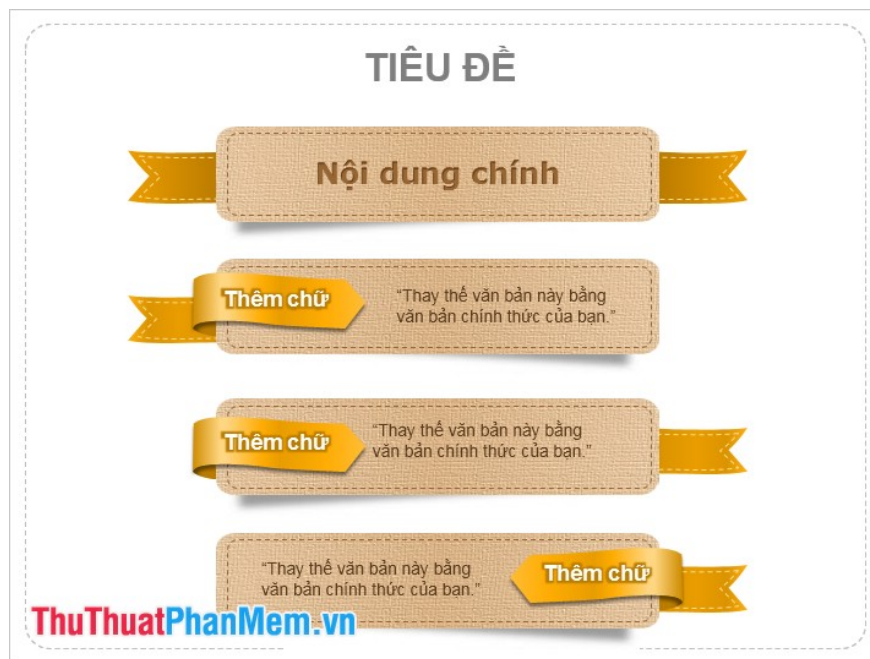 TIÊU ĐỀ
Nội dung chính
Thêm chữ
“Thay thế văn bản này bằng
văn bản chính thức của bạn.”
Thêm chữ
“Thay thế văn bản này bằng
văn bản chính thức của bạn.”
“Thay thế văn bản này bằng
văn bản chính thức của bạn.”
Thêm chữ
ThuThuatPhanMem.vn